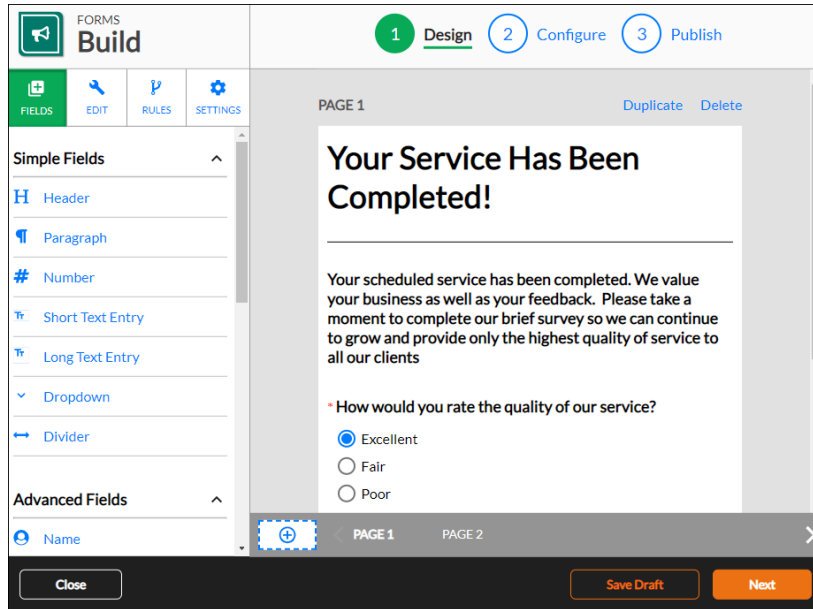 FORMS
Build
1 Design 2 Configure 3 Publish
FIELDS EDIT RULES SETTINGS
Simple Fields
H Header
¶ Paragraph
# Number
Tт Short Text Entry
Tт Long Text Entry
Dropdown
Divider
Advanced Fields
Name
PAGE 1 Duplicate Delete
Your Service Has Been
Completed!
Your scheduled service has been completed. We value
your business as well as your feedback. Please take a
moment to complete our brief survey so we can continue
to grow and provide only the highest quality of service to
all our clients
* How would you rate the quality of our service?
Excellent
Fair
Poor
PAGE 1 PAGE 2
Close Save Draft Next